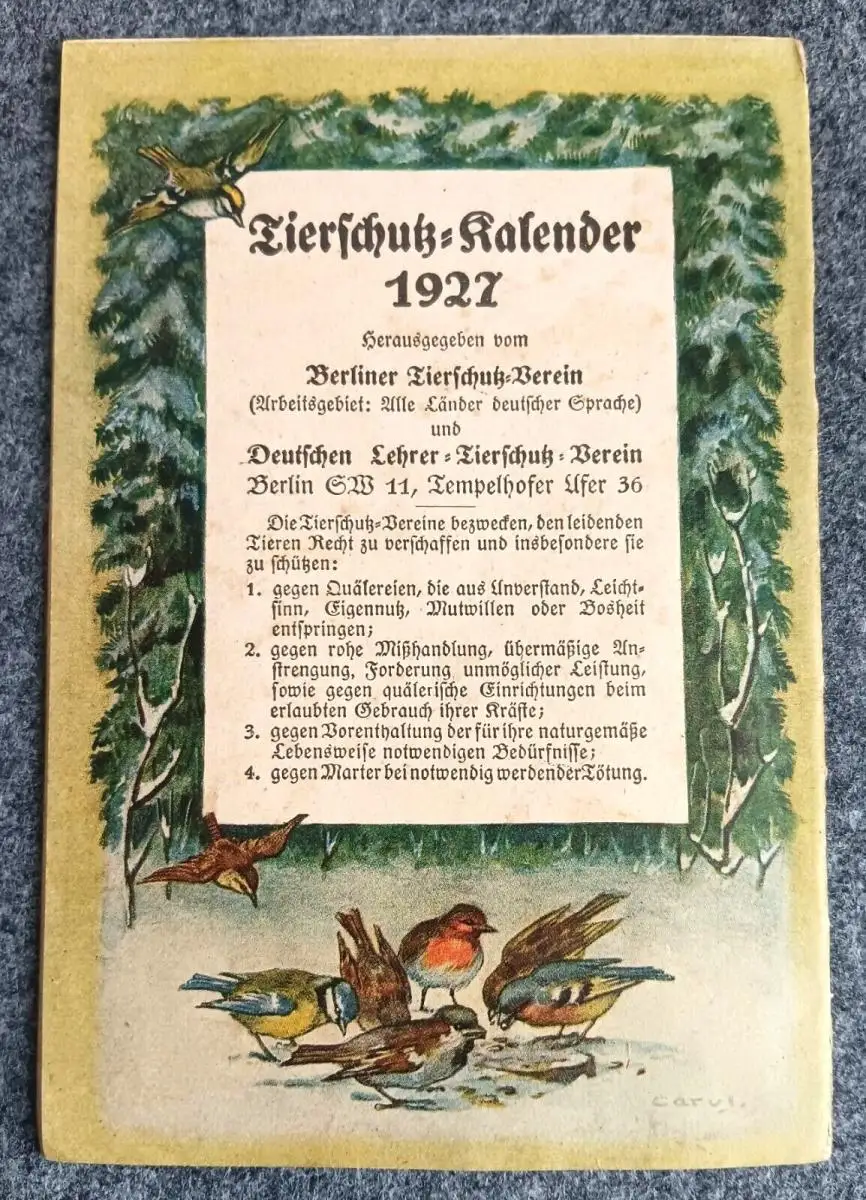 Tierschutz-Kalender
1927
Herausgegeben vom
Berliner Tierschutz-Verein
(Arbeitsgebiet: Alle Länder deutscher Sprache)
und
Deutschen Lehrer-Tierschutz-Verein
Berlin SW 11, Tempelhofer Ufer 36
Die Tierschutz-Vereine bezwecken, den leidenden
Tieren Recht zu verschaffen und insbesondere sie
zu schützen:
1. gegen Quälereien, die aus Unverstand, Leicht-
sinn, Eigennutz, Mutwillen oder Bosheit
entspringen;
2. gegen rohe Mißhandlung, übermäßige An-
strengung, Forderung unmöglicher Leistung,
sowie gegen quälerische Einrichtungen beim
erlaubten Gebrauch ihrer Kräfte;
3. gegen Vorenthaltung der für ihre naturgemäße
Lebensweise notwendigen Bedürfnisse;
4. gegen Marter bei notwendig werdender Tötung.